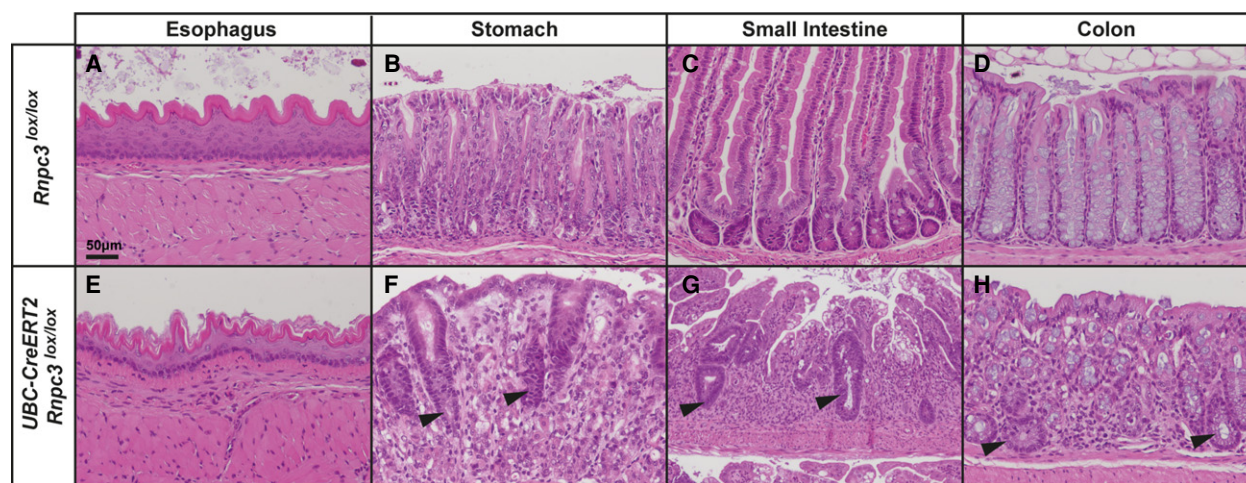 Esophagus Stomach Small Intestine Colon
Rnpc3 lox/lox
A B C D
50µm
UBC-CreERT2
Rnpc3 lox/lox
E F G H